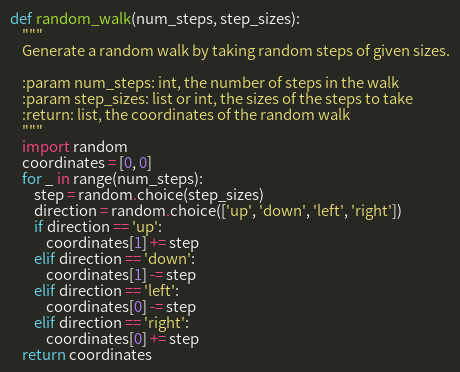 def random_walk(num_steps, step_sizes):
    """
    Generate a random walk by taking random steps of given sizes.

    :param num_steps: int, the number of steps in the walk
    :param step_sizes: list or int, the sizes of the steps to take
    :return: list, the coordinates of the random walk
    """
    import random
    coordinates = [0, 0]
    for _ in range(num_steps):
        step = random.choice(step_sizes)
        direction = random.choice(['up', 'down', 'left', 'right'])
        if direction == 'up':
            coordinates[1] += step
        elif direction == 'down':
            coordinates[1] -= step
        elif direction == 'left':
            coordinates[0] -= step
        elif direction == 'right':
            coordinates[0] += step
    return coordinates